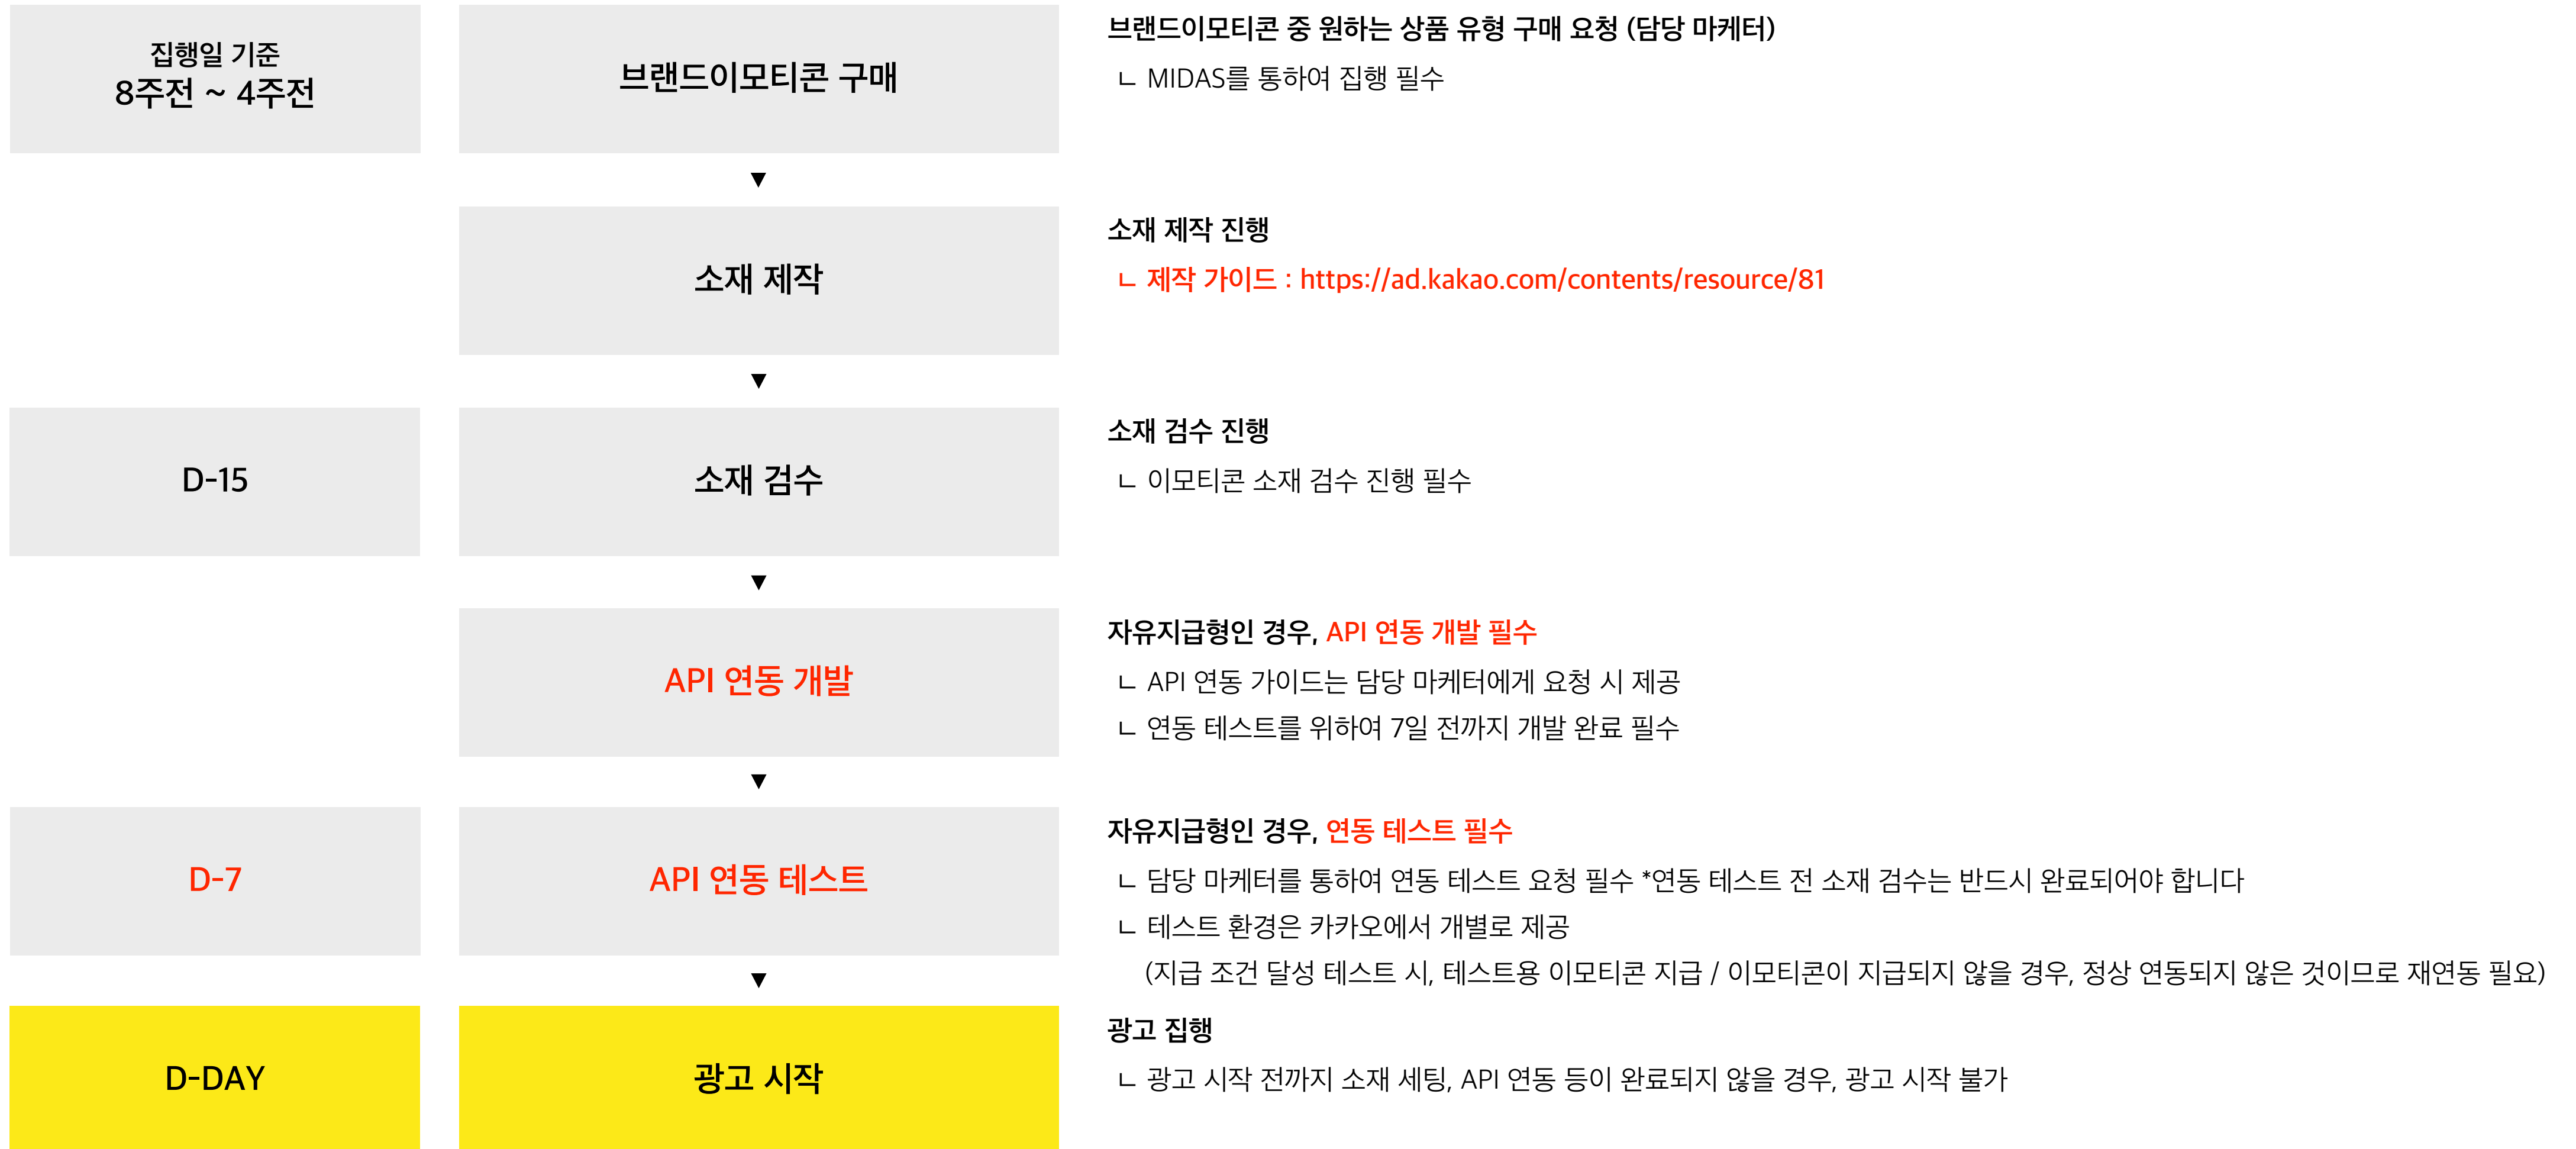 집행일 기준
8주전 ~ 4주전
브랜드이모티콘 구매
브랜드이모티콘 중 원하는 상품 유형 구매 요청 (담당 마케터)
ㄴ MIDAS를 통하여 집행 필수
▼
소재 제작
소재 제작 진행
ㄴ 제작 가이드 : https://ad.kakao.com/contents/resource/81
▼
D-15
소재 검수
소재 검수 진행
ㄴ 이모티콘 소재 검수 진행 필수
▼
API 연동 개발
자유지급형인 경우, API 연동 개발 필수
ㄴ API 연동 가이드는 담당 마케터에게 요청 시 제공
ㄴ 연동 테스트를 위하여 7일 전까지 개발 완료 필수
▼
D-7
API 연동 테스트
자유지급형인 경우, 연동 테스트 필수
ㄴ 담당 마케터를 통하여 연동 테스트 요청 필수 *연동 테스트 전 소재 검수는 반드시 완료되어야 합니다
ㄴ 테스트 환경은 카카오에서 개별로 제공
(지급 조건 달성 테스트 시, 테스트용 이모티콘 지급 / 이모티콘이 지급되지 않을 경우, 정상 연동되지 않은 것이므로 재연동 필요)
▼
D-DAY
광고 시작
광고 집행
ㄴ 광고 시작 전까지 소재 세팅, API 연동 등이 완료되지 않을 경우, 광고 시작 불가